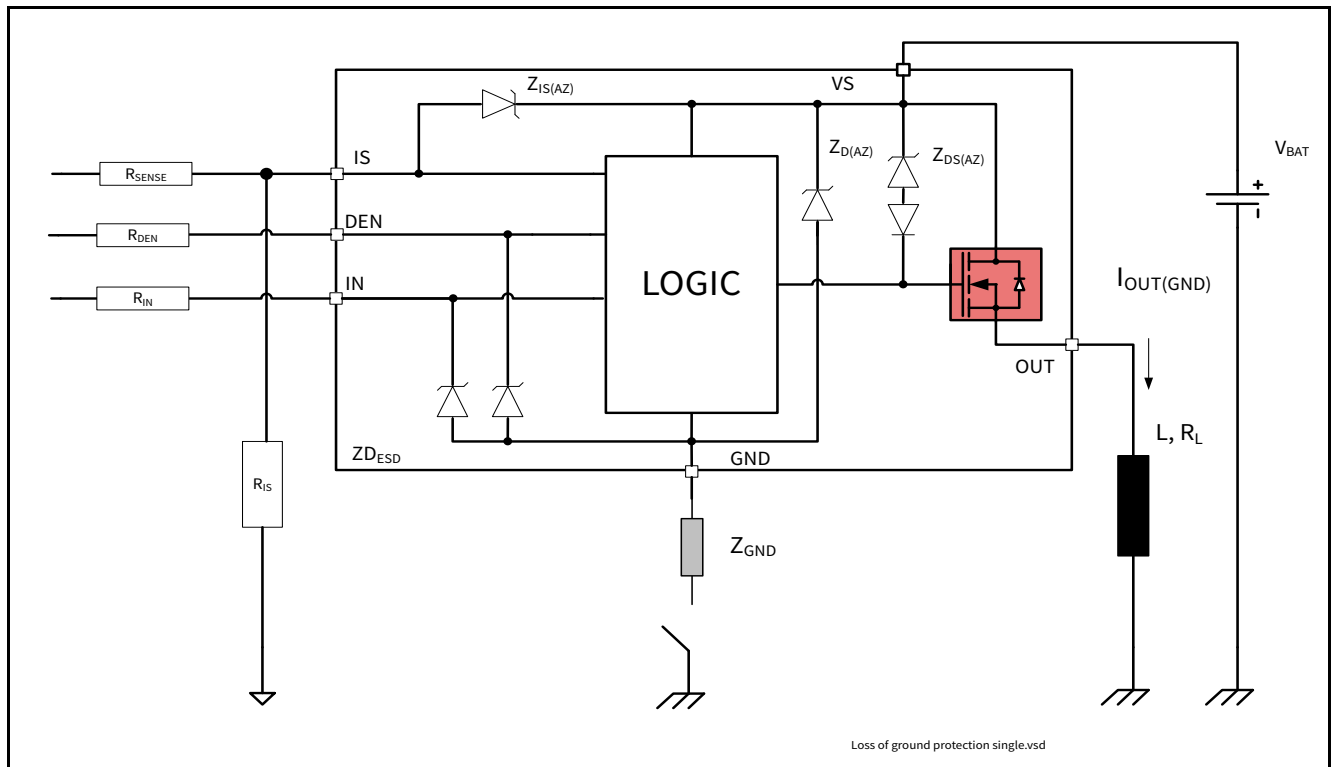 ZIS(AZ)
VS
ZD(AZ)
ZDS(AZ)
VBAT
IS
RSENSE
+
-
DEN
RDEN
IN
RIN
LOGIC
IOUT(GND)
OUT
L, RL
ZDESD
GND
RIS
ZGND
Loss of ground protection single.vsd